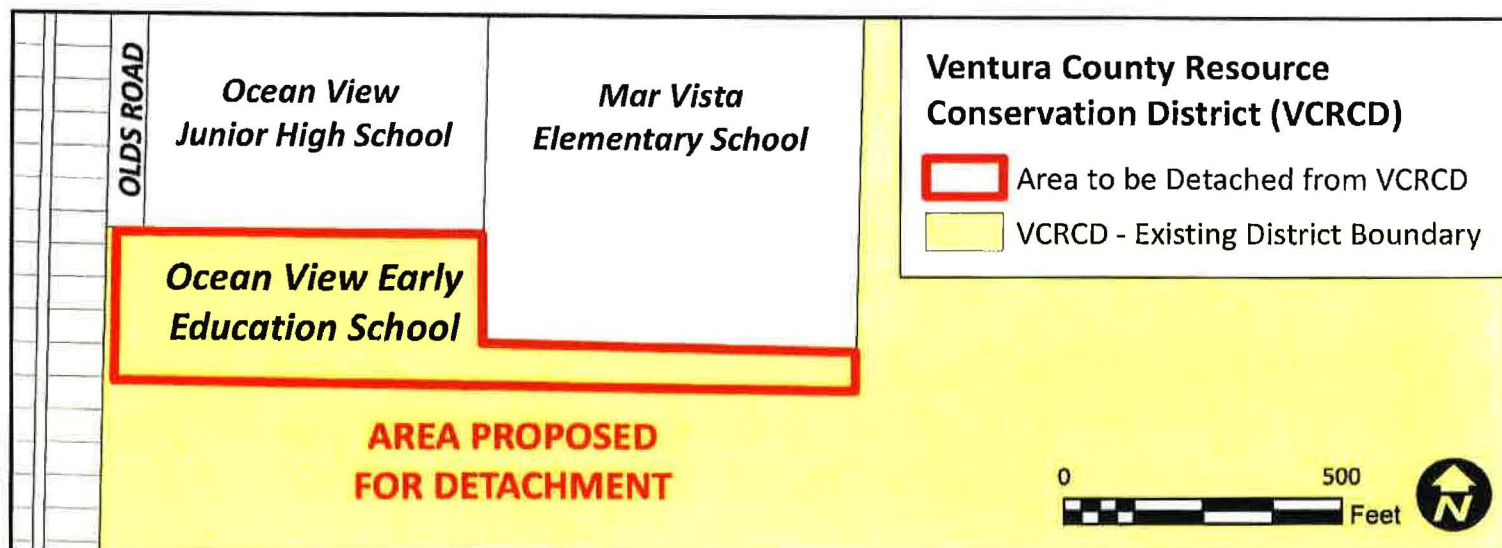 OLDS ROAD
Ocean View
Junior High School
Mar Vista
Elementary School
Ventura County Resource
Conservation District (VCRCD)
Area to be Detached from VCRCD
VCRCD - Existing District Boundary
Ocean View Early
Education School
AREA PROPOSED
FOR DETACHMENT
0 500
Feet
N